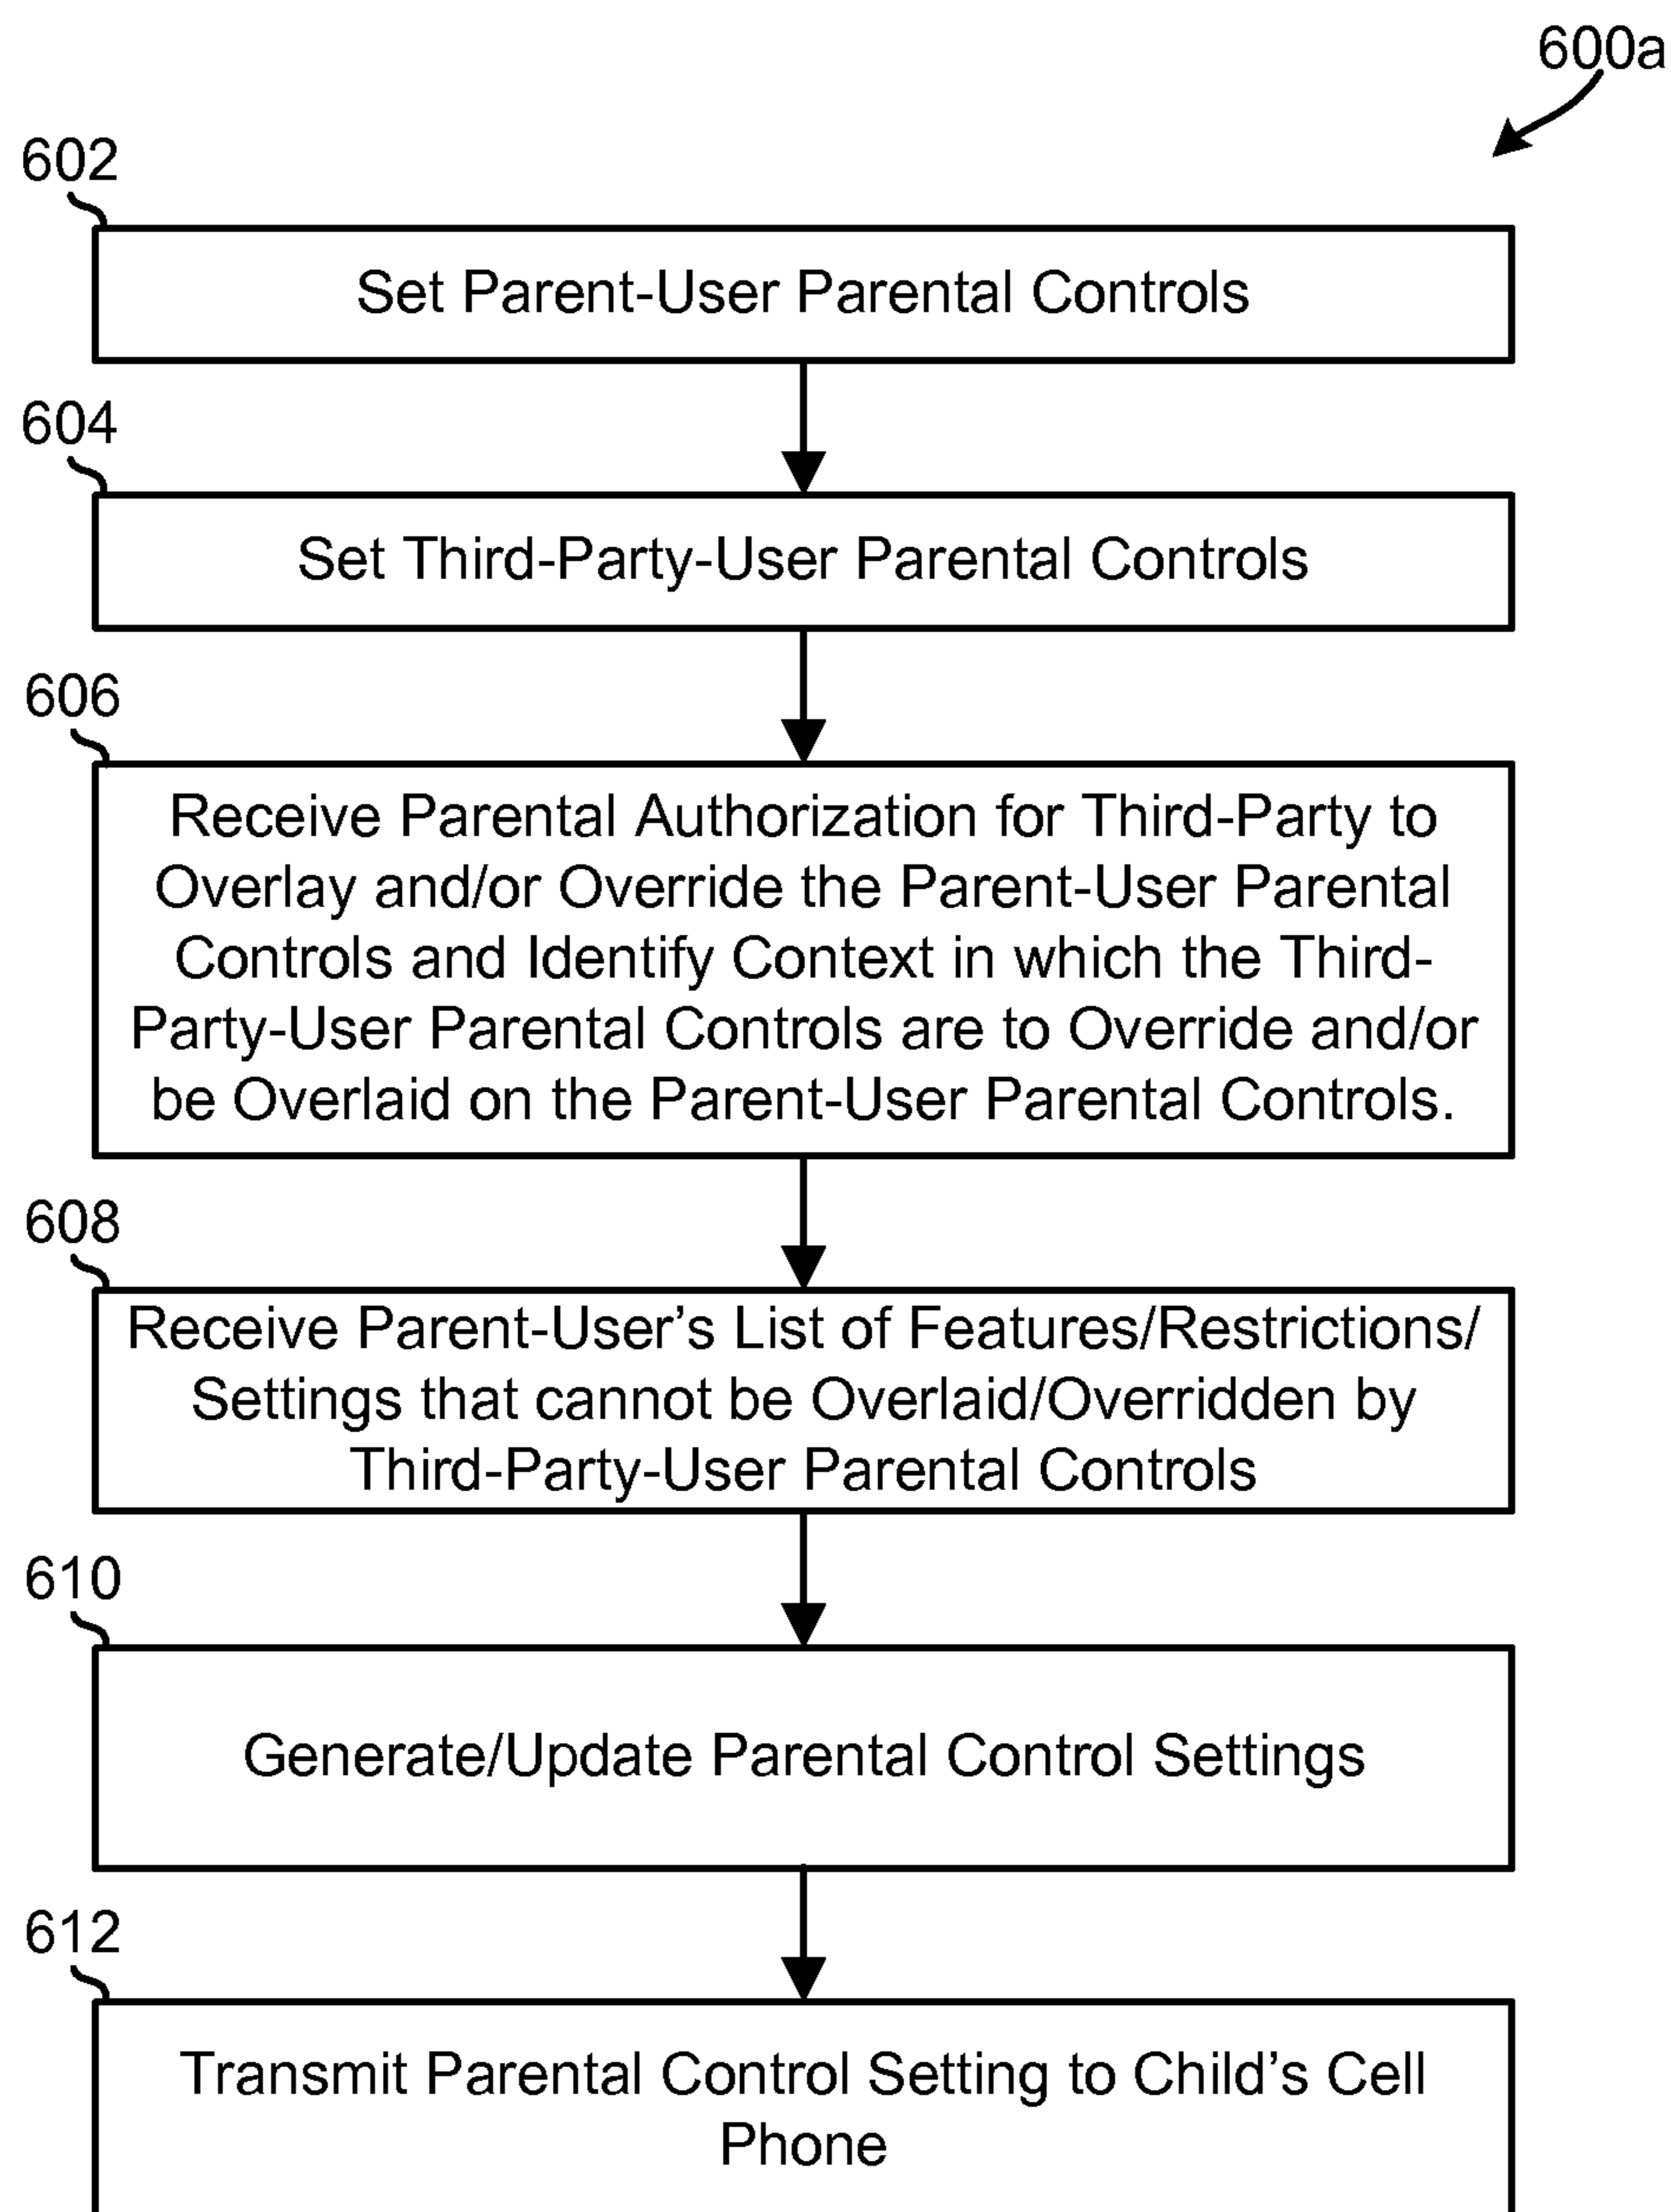 600a
602
Set Parent-User Parental Controls
604
Set Third-Party-User Parental Controls
606
Receive Parental Authorization for Third-Party to
Overlay and/or Override the Parent-User Parental
Controls and Identify Context in which the Third-
Party-User Parental Controls are to Override and/or
be Overlaid on the Parent-User Parental Controls.
608
Receive Parent-User's List of Features/Restrictions/
Settings that cannot be Overlaid/Overridden by
Third-Party-User Parental Controls
610
Generate/Update Parental Control Settings
612
Transmit Parental Control Setting to Child's Cell
Phone